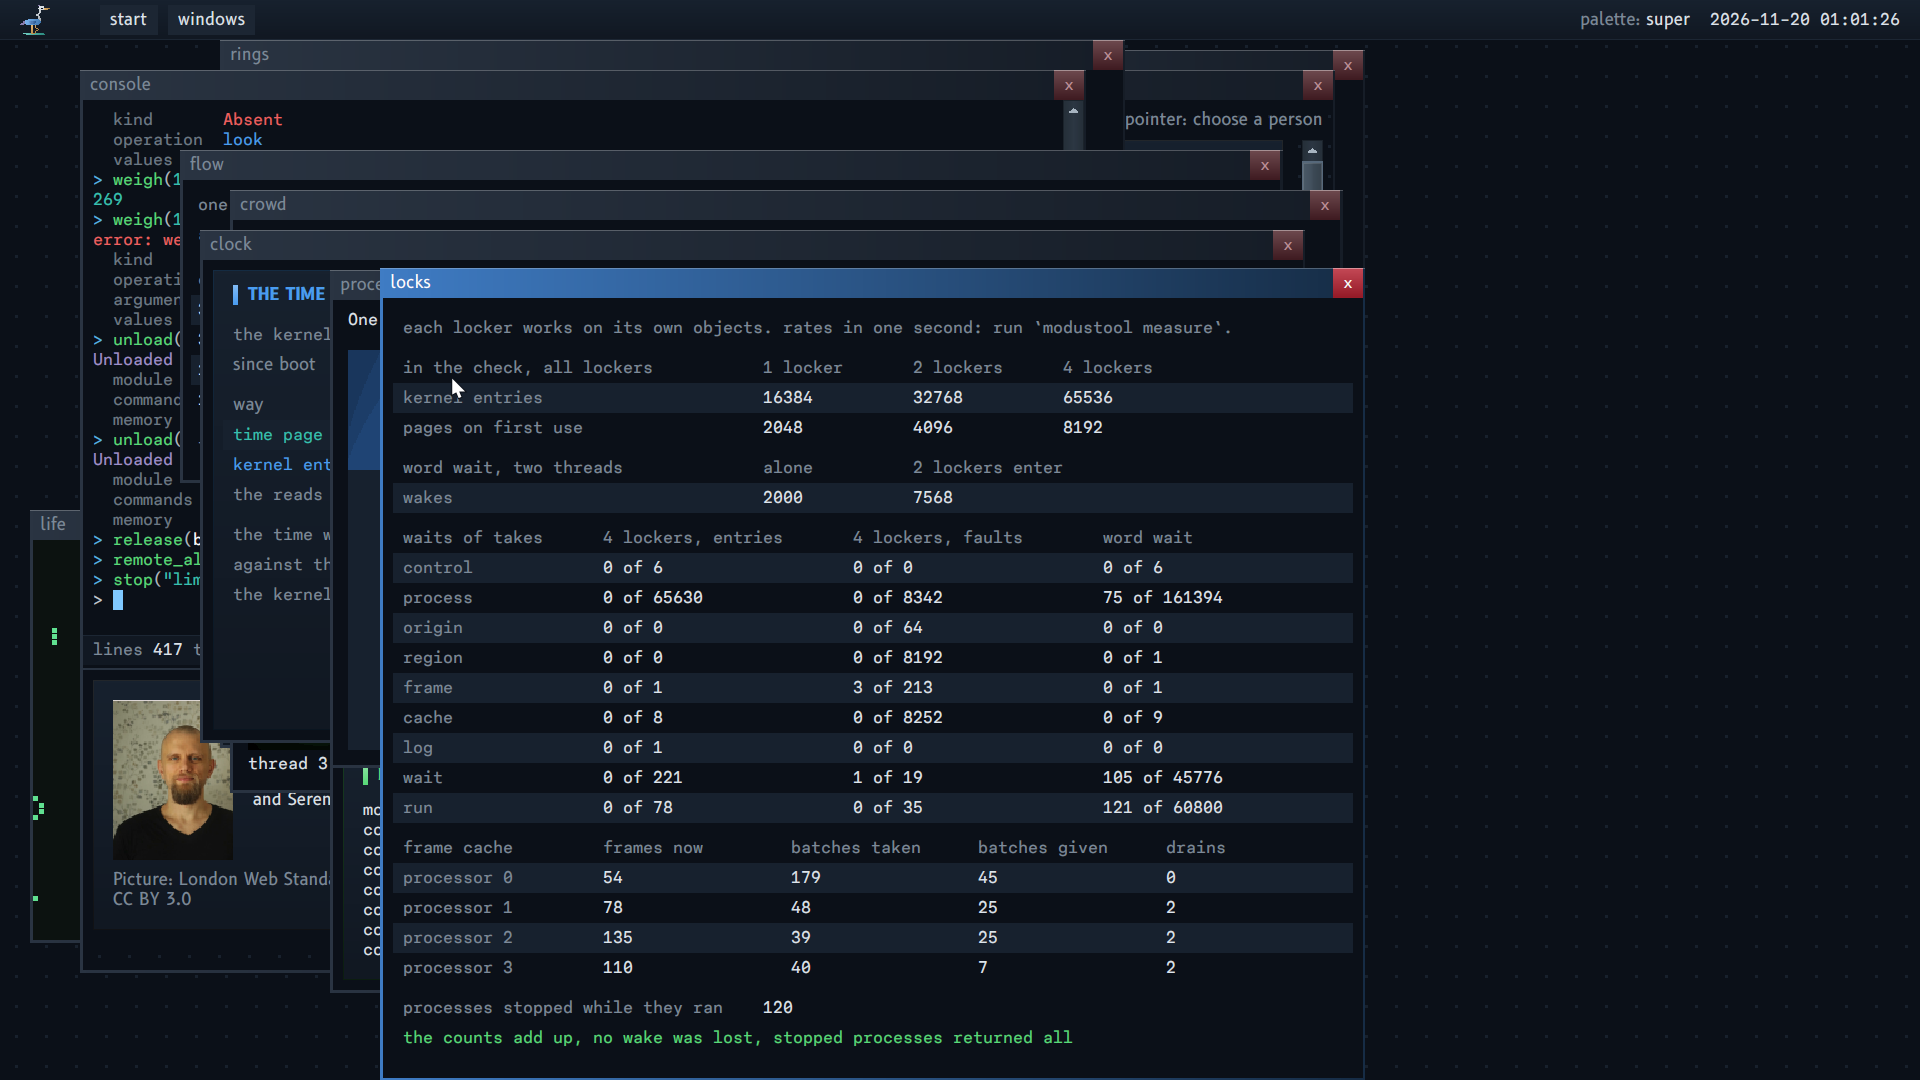 start windows palette: super 2026-11-20 01:01:26
rings x
x
console x
x
kind Absent
operation look
values
pointer: choose a person
flow x
> weigh(1
269
> weigh(1
error: we
kind
operati
argumen
values
> unload(
Unloaded
module
command
memory
> unload(
Unloaded
module
commands
memory
> release(b
> remote_al
> stop("lim
>
lines 417
one
crowd x
clock x
THE TIME
the kernel
since boot
way
time page
kernel ent
the reads
the time w
against th
the kernel
proce
One
life
thread 3
and Seren
Picture: London Web Standa
CC BY 3.0
mo
co
co
co
co
co
co
co
locks x
each locker works on its own objects. rates in one second: run `modustool measure`.
in the check, all lockers 1 locker 2 lockers 4 lockers
kernel entries 16384 32768 65536
pages on first use 2048 4096 8192
word wait, two threads alone 2 lockers enter
wakes 2000 7568
waits of takes 4 lockers, entries 4 lockers, faults word wait
control 0 of 6 0 of 0 0 of 6
process 0 of 65630 0 of 8342 75 of 161394
origin 0 of 0 0 of 64 0 of 0
region 0 of 0 0 of 8192 0 of 1
frame 0 of 1 3 of 213 0 of 1
cache 0 of 8 0 of 8252 0 of 9
log 0 of 1 0 of 0 0 of 0
wait 0 of 221 1 of 19 105 of 45776
run 0 of 78 0 of 35 121 of 60800
frame cache frames now batches taken batches given drains
processor 0 54 179 45 0
processor 1 78 48 25 2
processor 2 135 39 25 2
processor 3 110 40 7 2
processes stopped while they ran 120
the counts add up, no wake was lost, stopped processes returned all